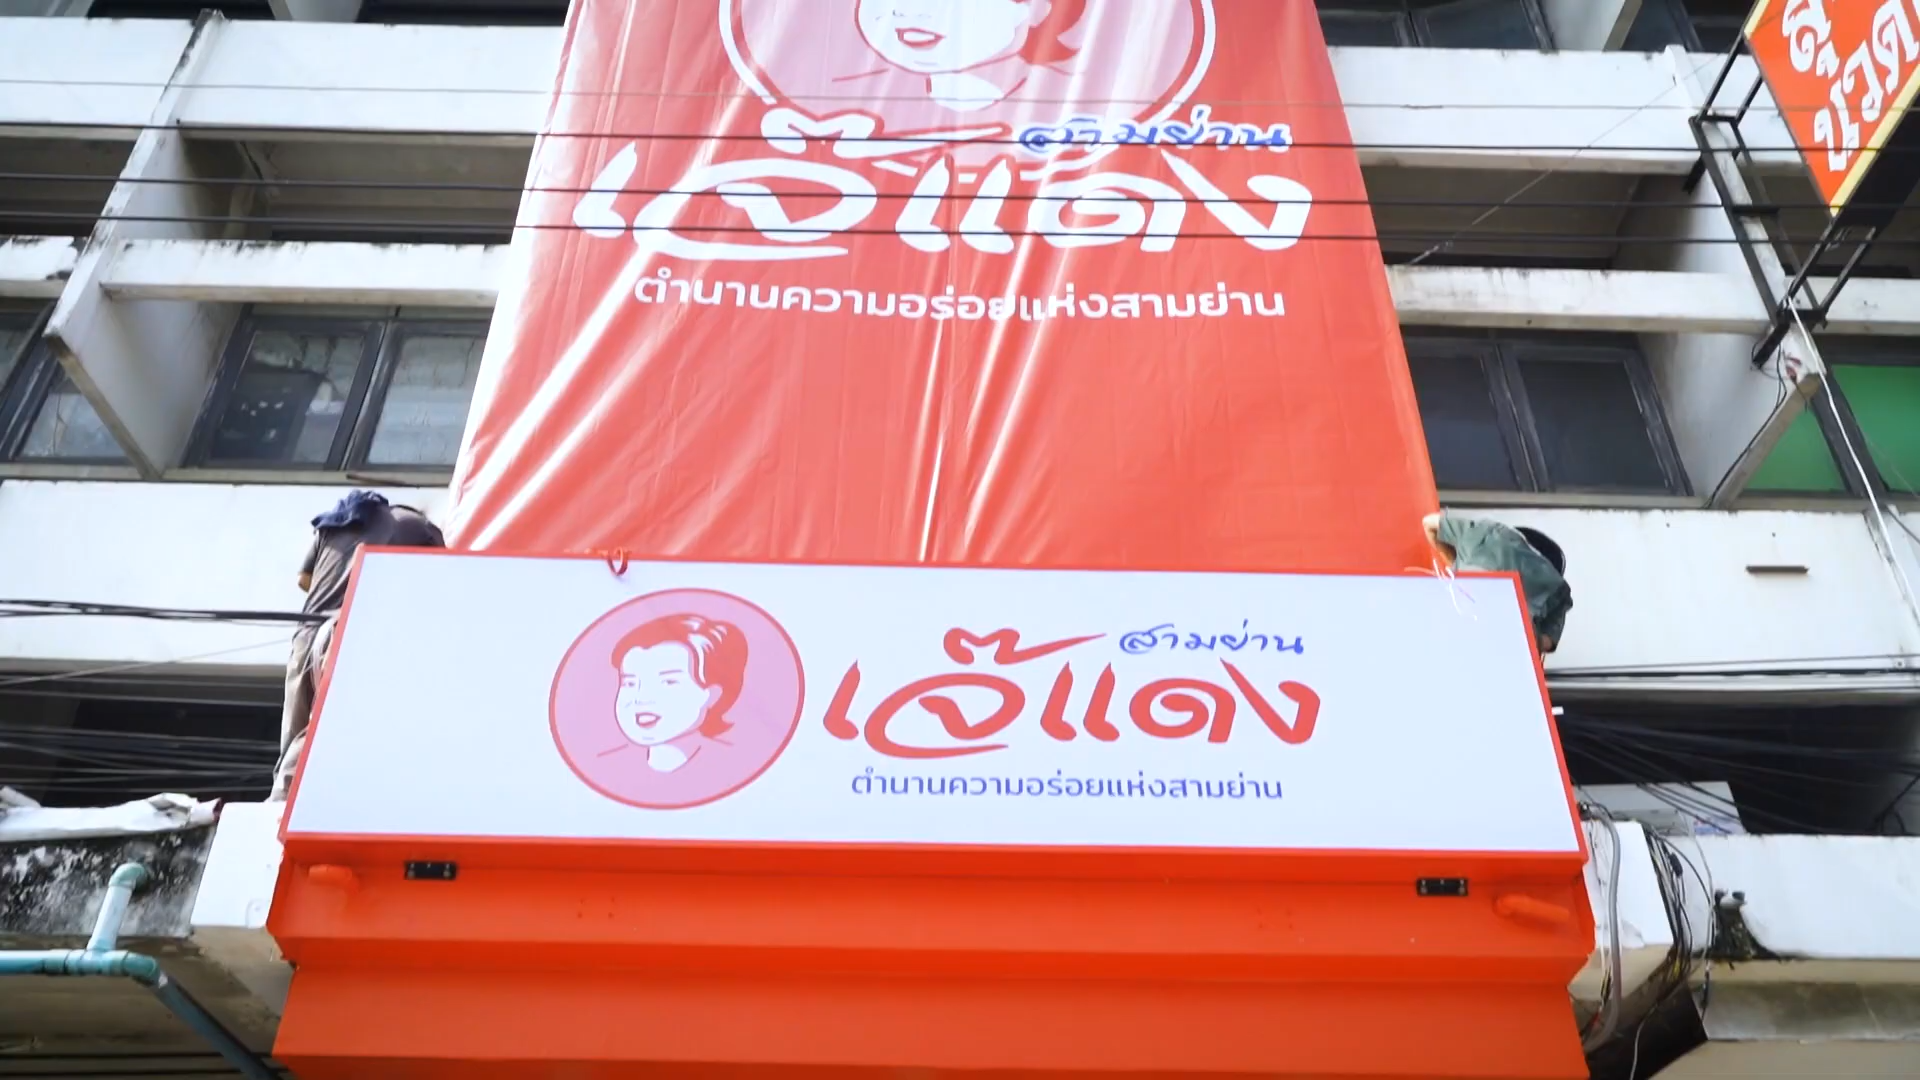 สามย่าน
เจ๊แดง
ตำนานความอร่อยแห่งสามย่าน
นวด
สามย่าน
เจ๊แดง
ตำนานความอร่อยแห่งสามย่าน